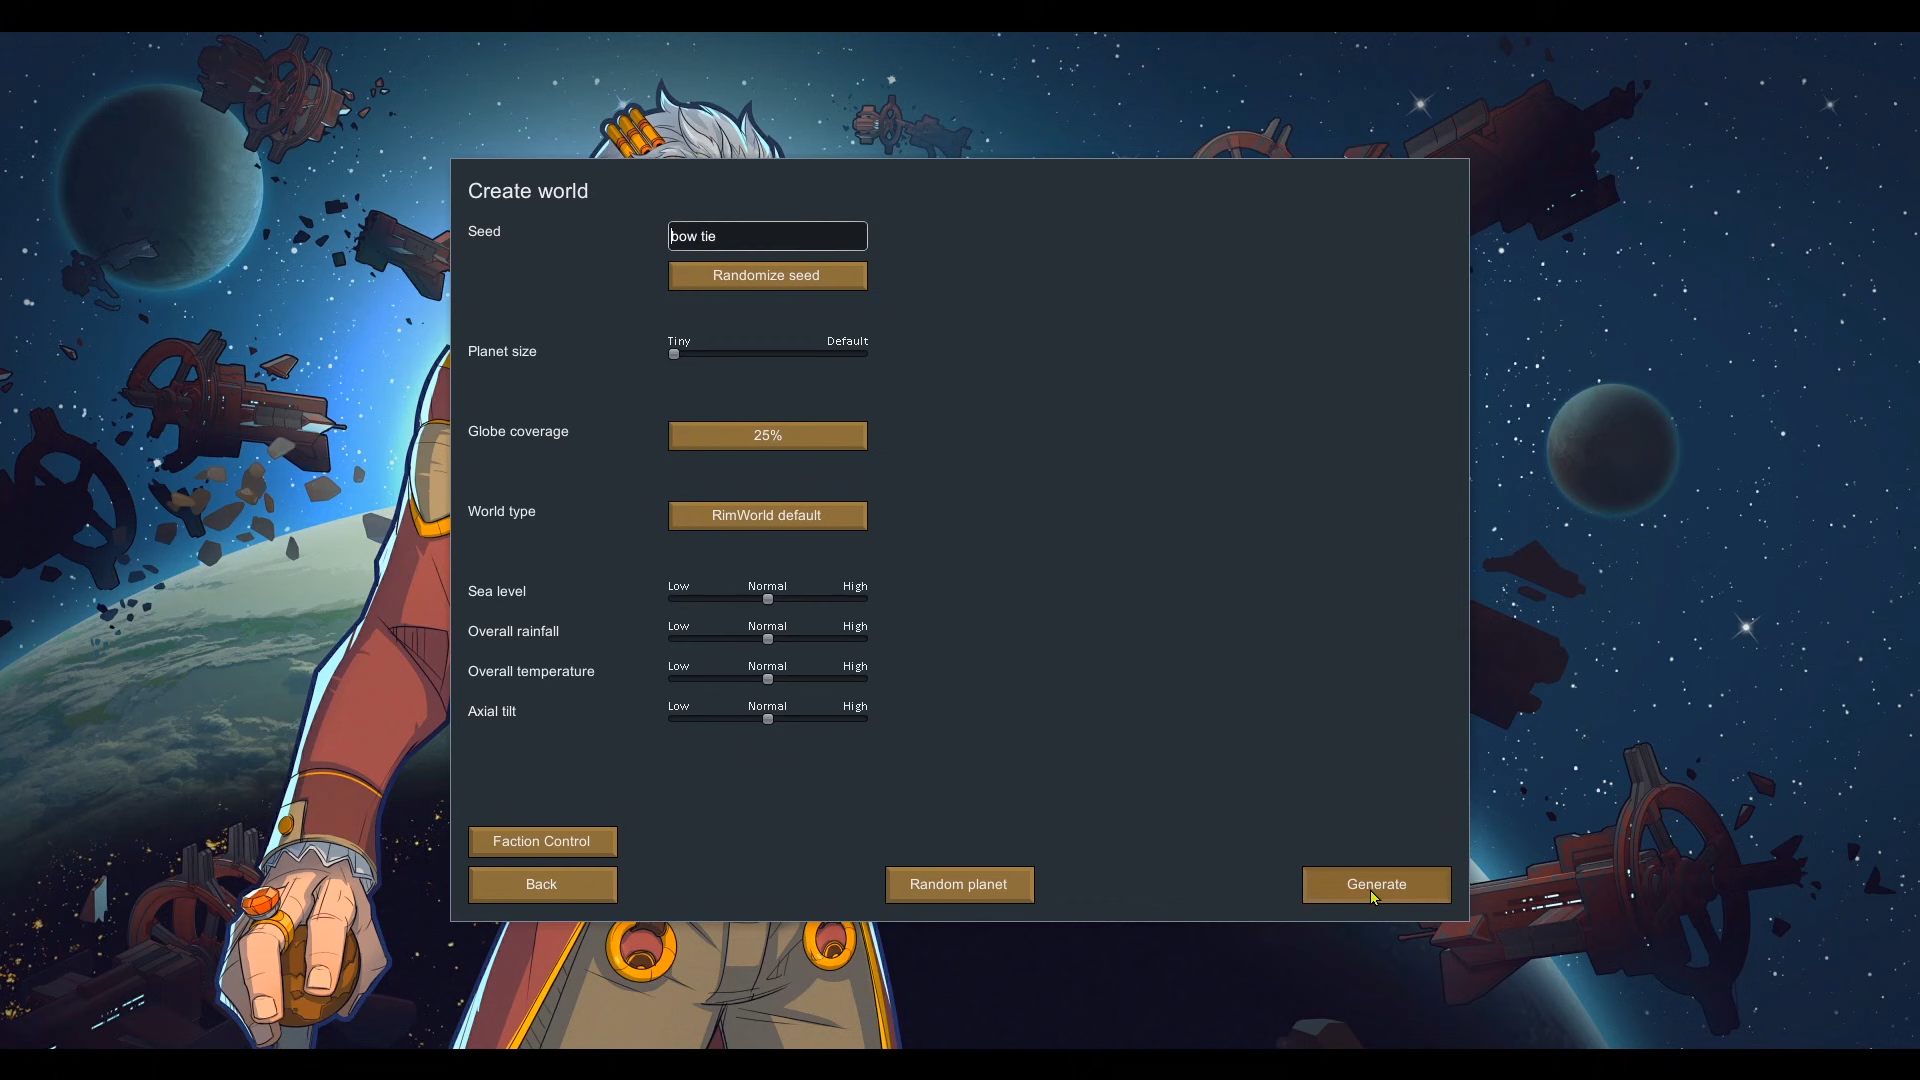 Create world
Seed bow tie
Randomize seed
Tiny Default
Planet size
Globe coverage 25%
World type RimWorld default
Low Normal High
Sea level
Low Normal High
Overall rainfall
Low Normal High
Overall temperature
Low Normal High
Axial tilt
Faction Control
Back Random planet Generate